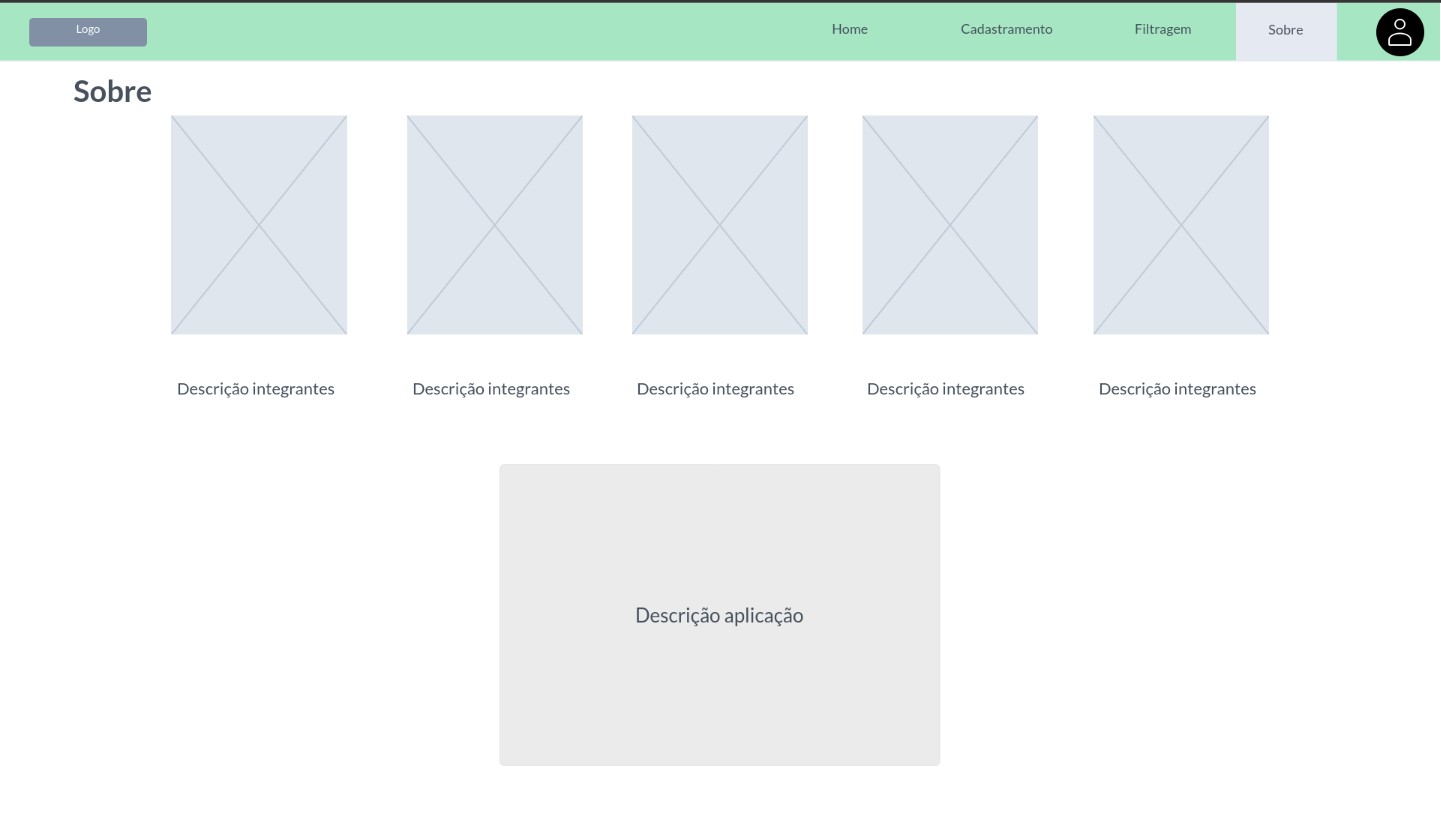 Logo
Home
Cadastramento
Filtragem
Sobre
Sobre
Descrição integrantes
Descrição integrantes
Descrição integrantes
Descrição integrantes
Descrição integrantes
Descrição aplicação